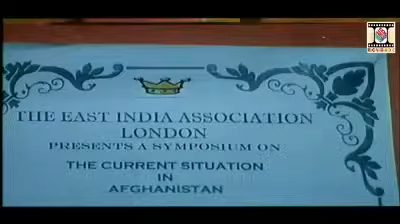 THE EAST INDIA ASSOCIATION
LONDON
PRESENTS A SYMPOSIUM ON
THE CURRENT SITUATION
IN
AFGHANISTAN